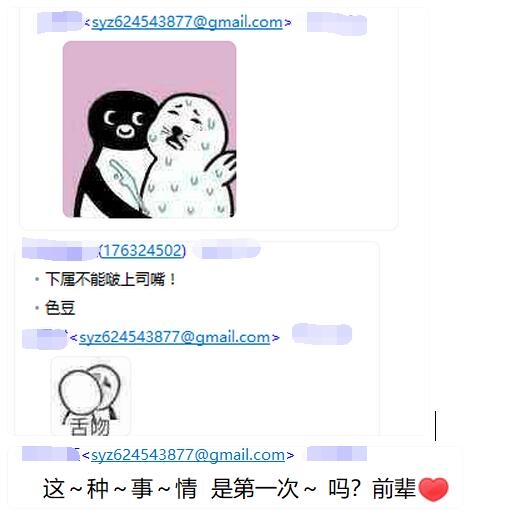 <syz624543877@gmail.com>
(176324502)
下属不能啵上司嘴！
色豆
<syz624543877@gmail.com>
舌吻
<syz624543877@gmail.com>
这～种～事～情 是第一次～ 吗？前辈